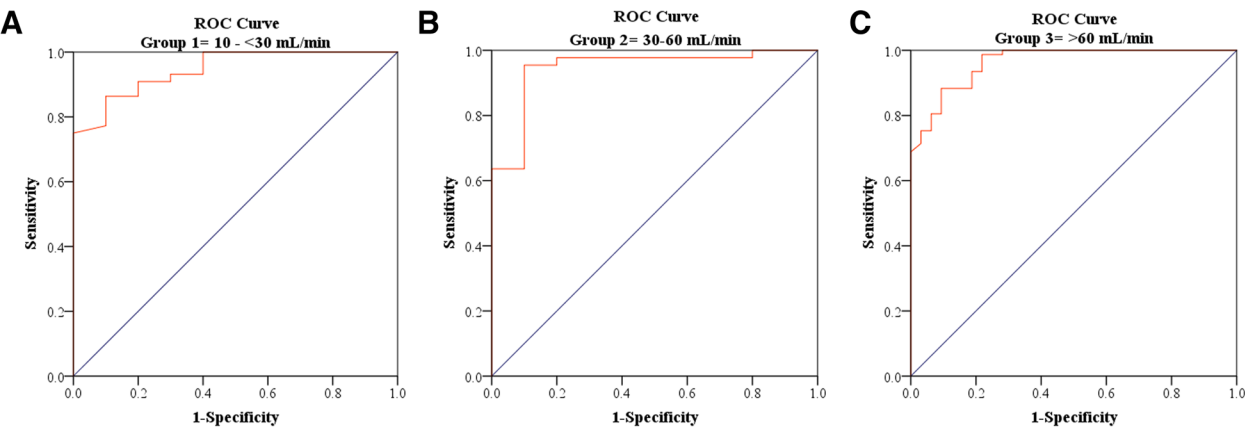 A
ROC Curve
Group 1= 10 - <30 mL/min
Sensitivity
1.0
0.8
0.6
0.4
0.2
0.0
0.0 0.2 0.4 0.6 0.8 1.0
1-Specificity
B
ROC Curve
Group 2= 30-60 mL/min
Sensitivity
1.0
0.8
0.6
0.4
0.2
0.0
0.0 0.2 0.4 0.6 0.8 1.0
1-Specificity
C
ROC Curve
Group 3= >60 mL/min
Sensitivity
1.0
0.8
0.6
0.4
0.2
0.0
0.0 0.2 0.4 0.6 0.8 1.0
1-Specificity